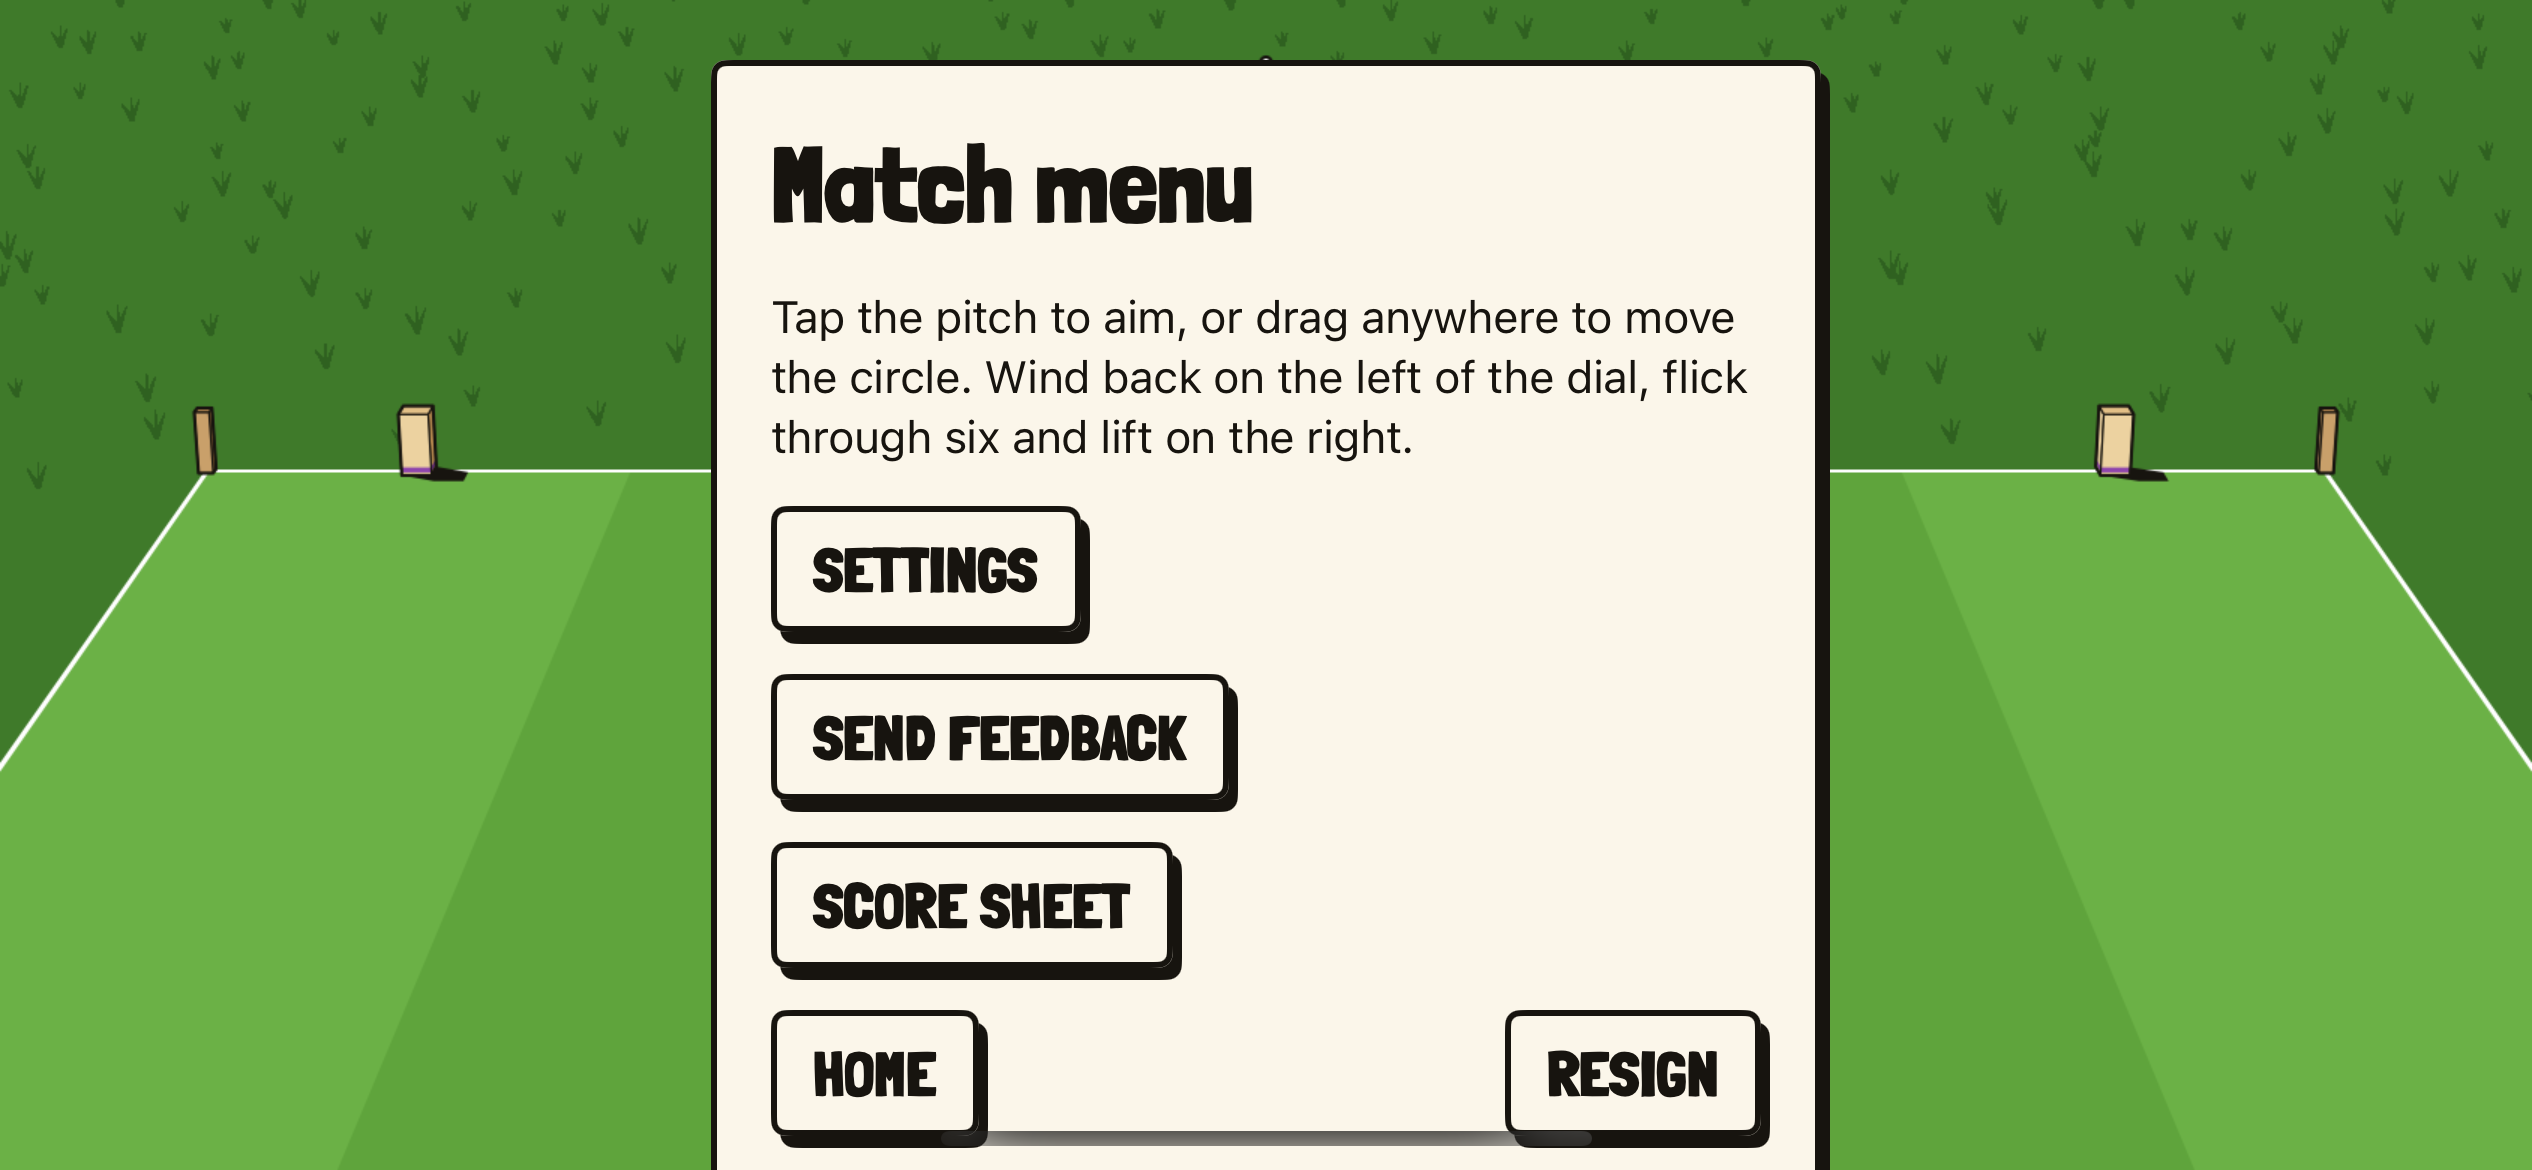 Match menu
Tap the pitch to aim, or drag anywhere to move
the circle. Wind back on the left of the dial, flick
through six and lift on the right.
SETTINGS
SEND FEEDBACK
SCORE SHEET
HOME
RESIGN